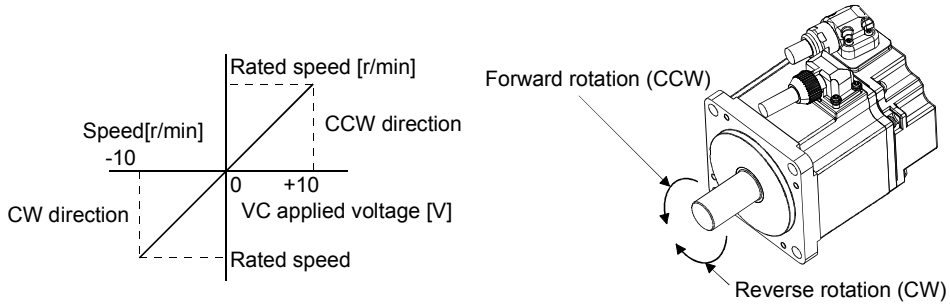 Rated speed [r/min]
Speed[r/min]
CCW direction
-10
0
+10
CW direction
VC applied voltage [V]
Rated speed
Forward rotation (CCW)
Reverse rotation (CW)